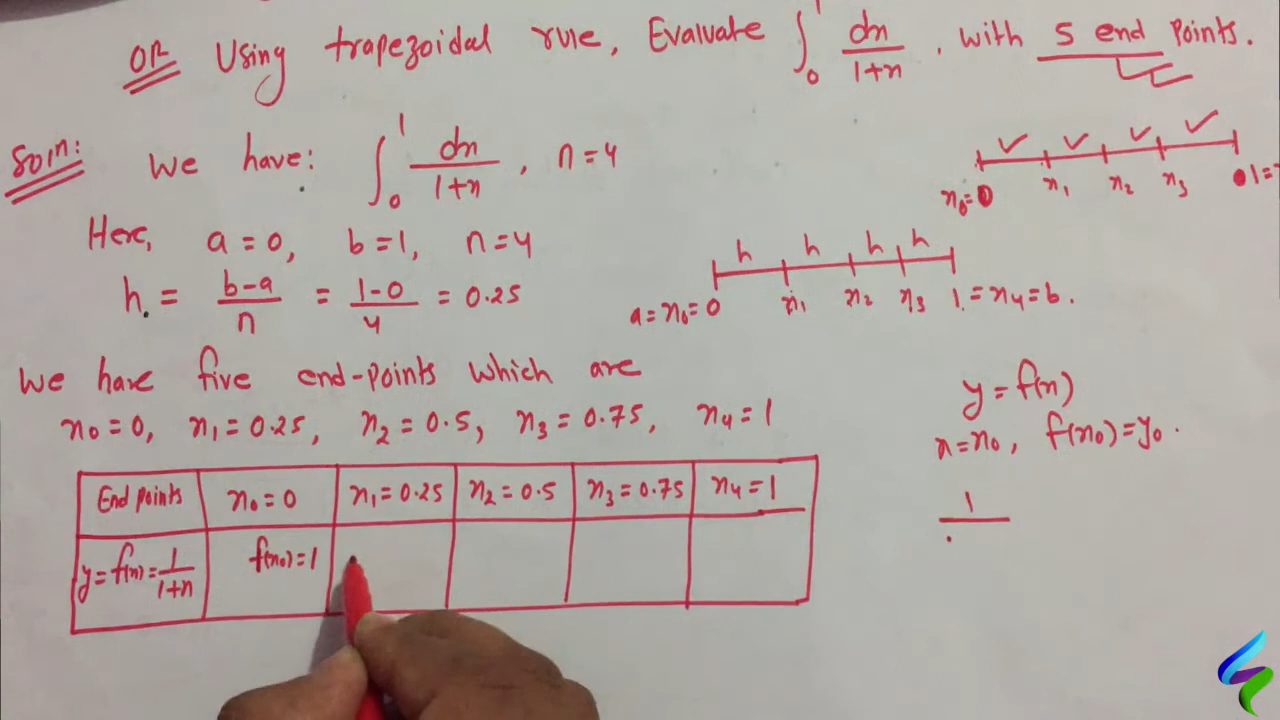 OR Using trapezoidal rule, Evaluate ∫₀¹ dx/(1+x), with 5 end points.
Soln: We have: ∫₀¹ dx/(1+x), n=4
x₀=0 x₁ x₂ x₃ 1=
Here, a=0, b=1, n=4
h h h h
h = (b-a)/n = (1-0)/4 = 0.25
a=x₀=0 x₁ x₂ x₃ 1=x₄=b.
We have five end-points which are
y=f(x)
x₀=0, x₁=0.25, x₂=0.5, x₃=0.75, x₄=1
x=x₀, f(x₀)=y₀.
End points x₀=0 x₁=0.25 x₂=0.5 x₃=0.75 x₄=1
1
y=f(x)=1/(1+x) f(x₀)=1